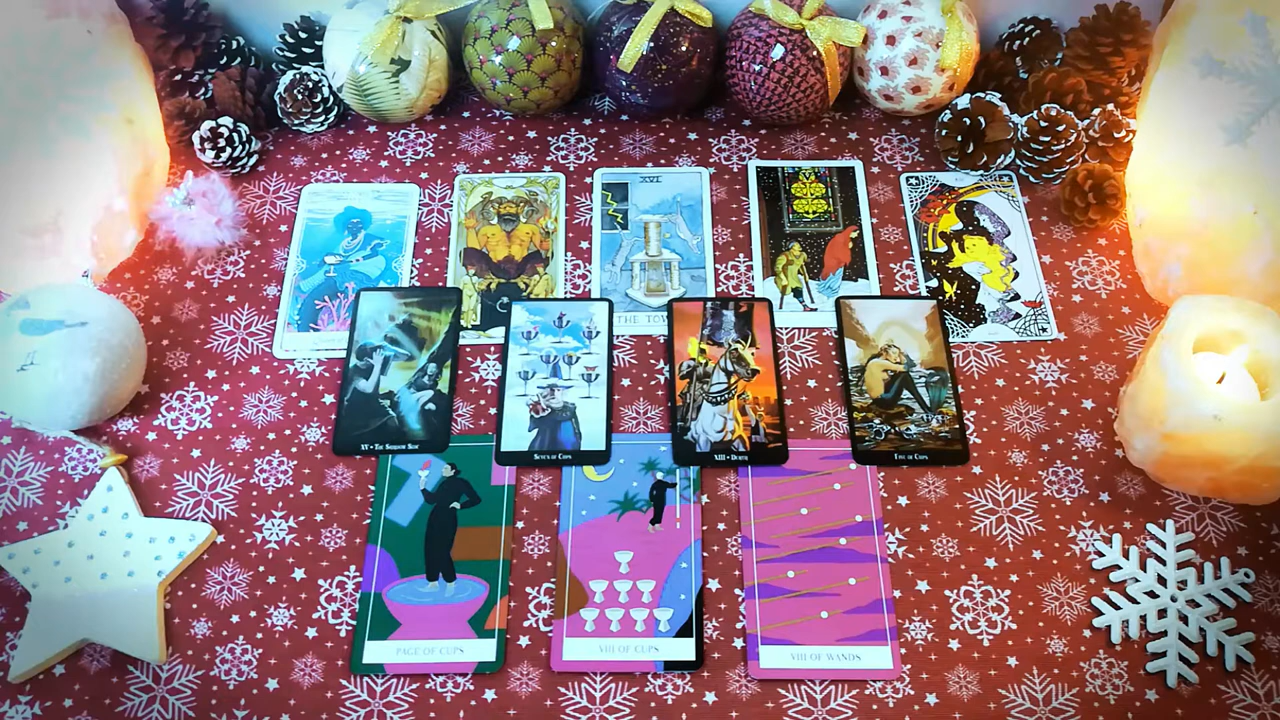 XVI
THE TOW
XV • THE SHADOW SIDE
SEVEN OF CUPS
XIII • DEATH
FIVE OF CUPS
PAGE OF CUPS
VIII OF CUPS
VIII OF WANDS